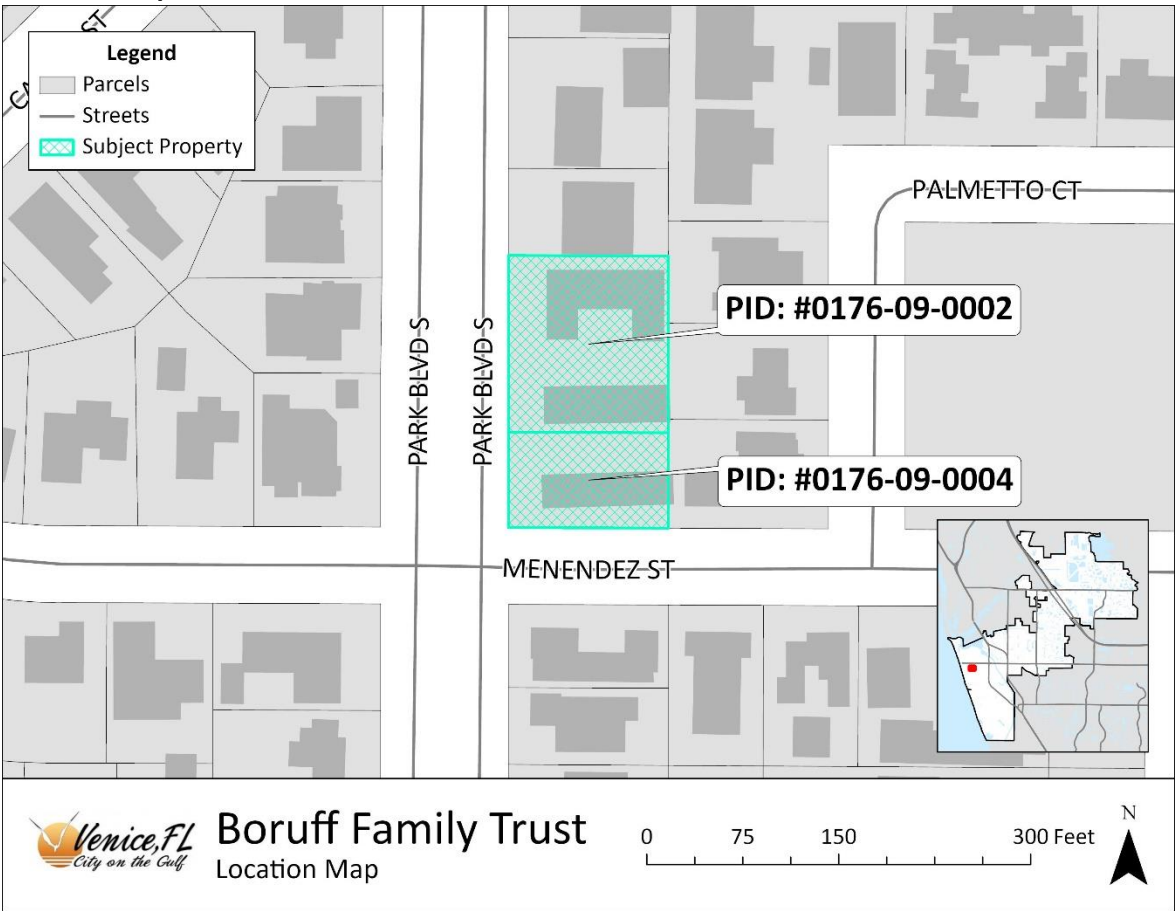 Legend
Parcels
Streets
Subject Property
ST
PALMETTO CT
PID: #0176-09-0002
PARK BLVD S
PARK BLVD S
PID: #0176-09-0004
MENENDEZ ST
Venice, FL
City on the Gulf
Boruff Family Trust
Location Map
0 75 150 300 Feet
N